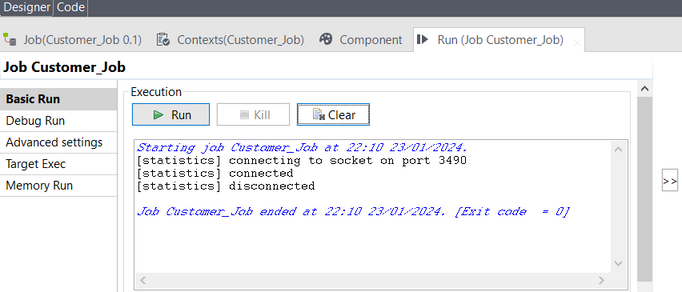 Designer Code
Job(Customer_Job 0.1) Contexts(Customer_Job) Component Run (Job Customer_Job)
Job Customer_Job
Basic Run
Debug Run
Advanced settings
Target Exec
Memory Run
Execution
Run Kill Clear
Starting job Customer_Job at 22:10 23/01/2024.
[statistics] connecting to socket on port 3490
[statistics] connected
[statistics] disconnected
Job Customer_Job ended at 22:10 23/01/2024. [Exit code  = 0]
>>